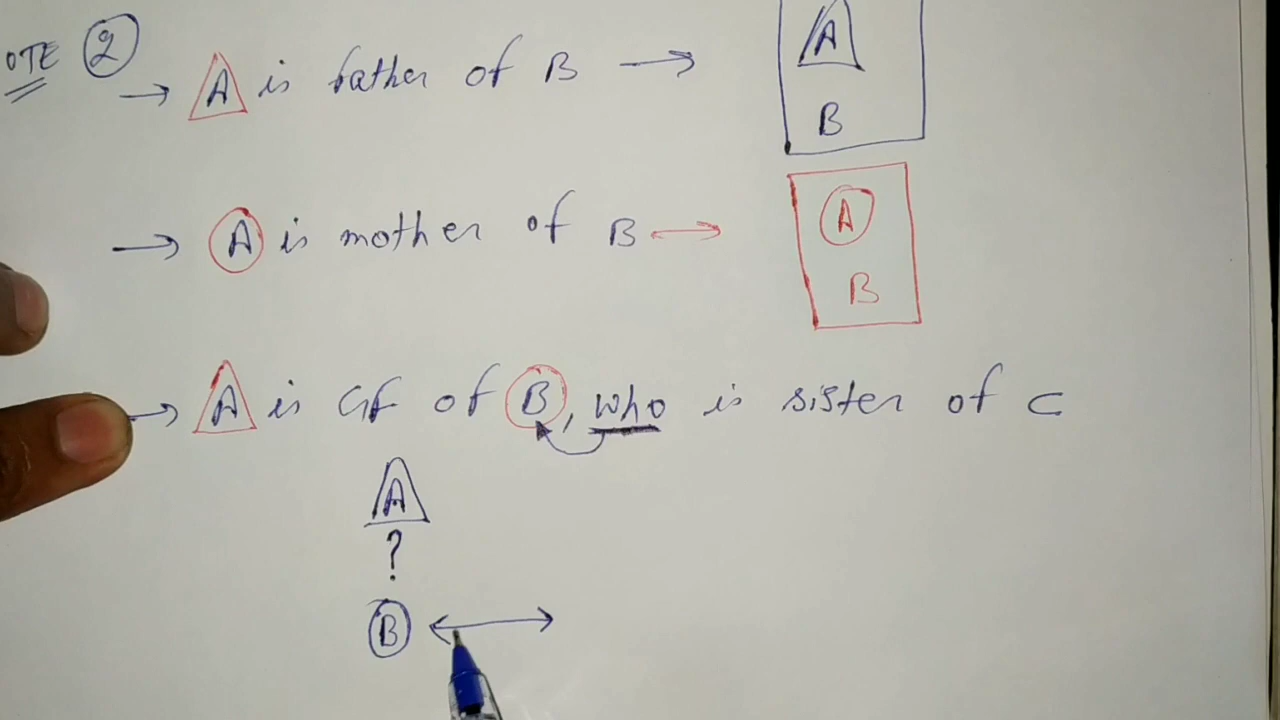 OTE 2
→ A is father of B → A
B
→ A is mother of B → A
B
→ A is GF of B, who is sister of C
A
?
B ↔